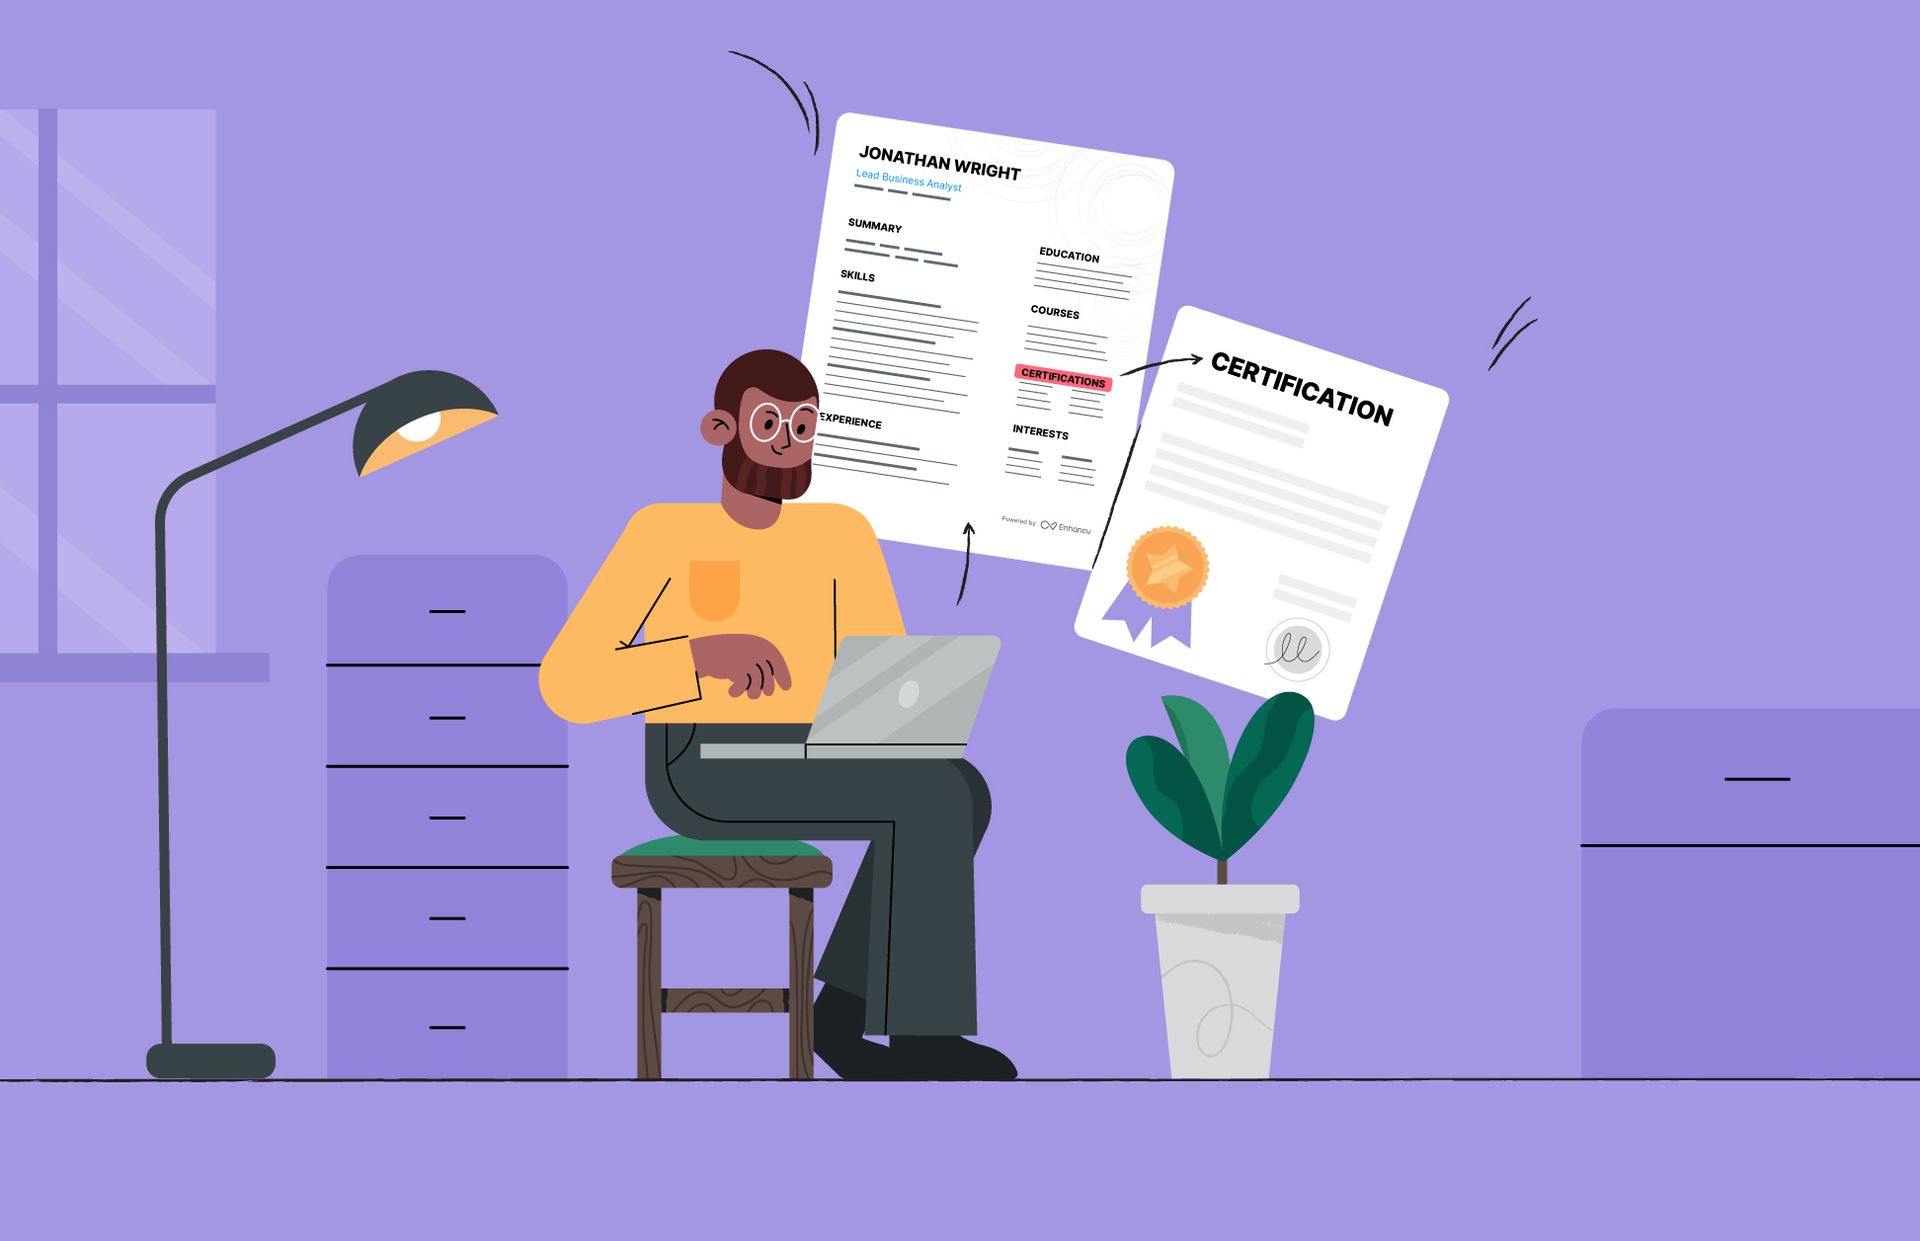 JONATHAN WRIGHT
Lead Business Analyst
SUMMARY
SKILLS
EXPERIENCE
EDUCATION
COURSES
CERTIFICATIONS
INTERESTS
Powered by Enhancv
CERTIFICATION